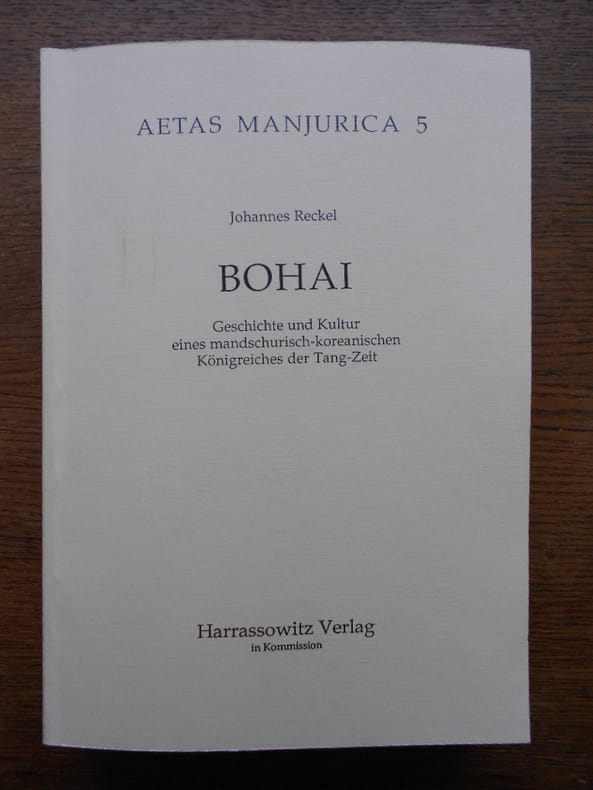 AETAS MANJURICA 5
Johannes Reckel
BOHAI
Geschichte und Kultur
eines mandschurisch-koreanischen
Königreiches der Tang-Zeit
Harrassowitz Verlag
in Kommission